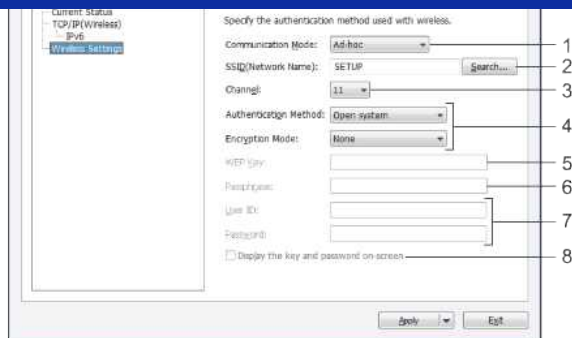 Current Status
TCP/IP(Wireless)
IPv6
Wireless Settings
Specify the authentication method used with wireless.
Communication Mode: Ad-hoc 1
SSID(Network Name): SETUP Search... 2
Channel: 11 3
Authentication Method: Open system
Encryption Mode: None
4
WEP Key: 5
Passphrase: 6
User ID:
Password:
7
Display the key and password on-screen 8
Apply Exit